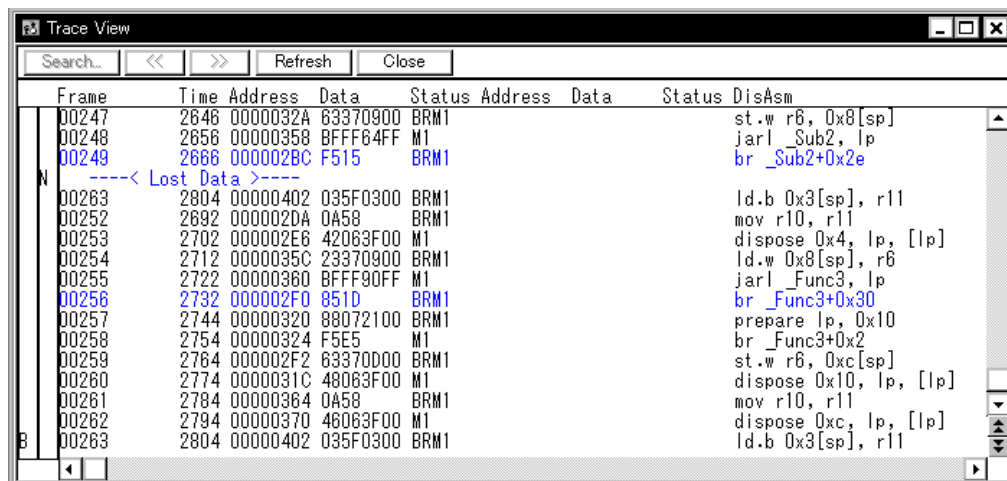 Trace View
Search... << >> Refresh Close
Frame Time Address Data Status Address Data Status DisAsm
00247 2646 0000032A 63370900 BRM1 st.w r6, 0x8[sp]
00248 2656 00000358 BFFF64FF M1 jarl _Sub2, lp
00249 2666 000002BC F515 BRM1 br _Sub2+0x2e
N ----< Lost Data >----
00263 2804 00000402 035F0300 BRM1 ld.b 0x3[sp], r11
00252 2692 000002DA 0A58 BRM1 mov r10, r11
00253 2702 000002E6 42063F00 M1 dispose 0x4, lp, [lp]
00254 2712 0000035C 23370900 BRM1 ld.w 0x8[sp], r6
00255 2722 00000360 BFFF90FF M1 jarl _Func3, lp
00256 2732 000002F0 851D BRM1 br _Func3+0x30
00257 2744 00000320 88072100 BRM1 prepare lp, 0x10
00258 2754 00000324 F5E5 M1 br _Func3+0x2
00259 2764 000002F2 63370D00 BRM1 st.w r6, 0xc[sp]
00260 2774 0000031C 48063F00 M1 dispose 0x10, lp, [lp]
00261 2784 00000364 0A58 BRM1 mov r10, r11
00262 2794 00000370 46063F00 M1 dispose 0xc, lp, [lp]
B 00263 2804 00000402 035F0300 BRM1 ld.b 0x3[sp], r11